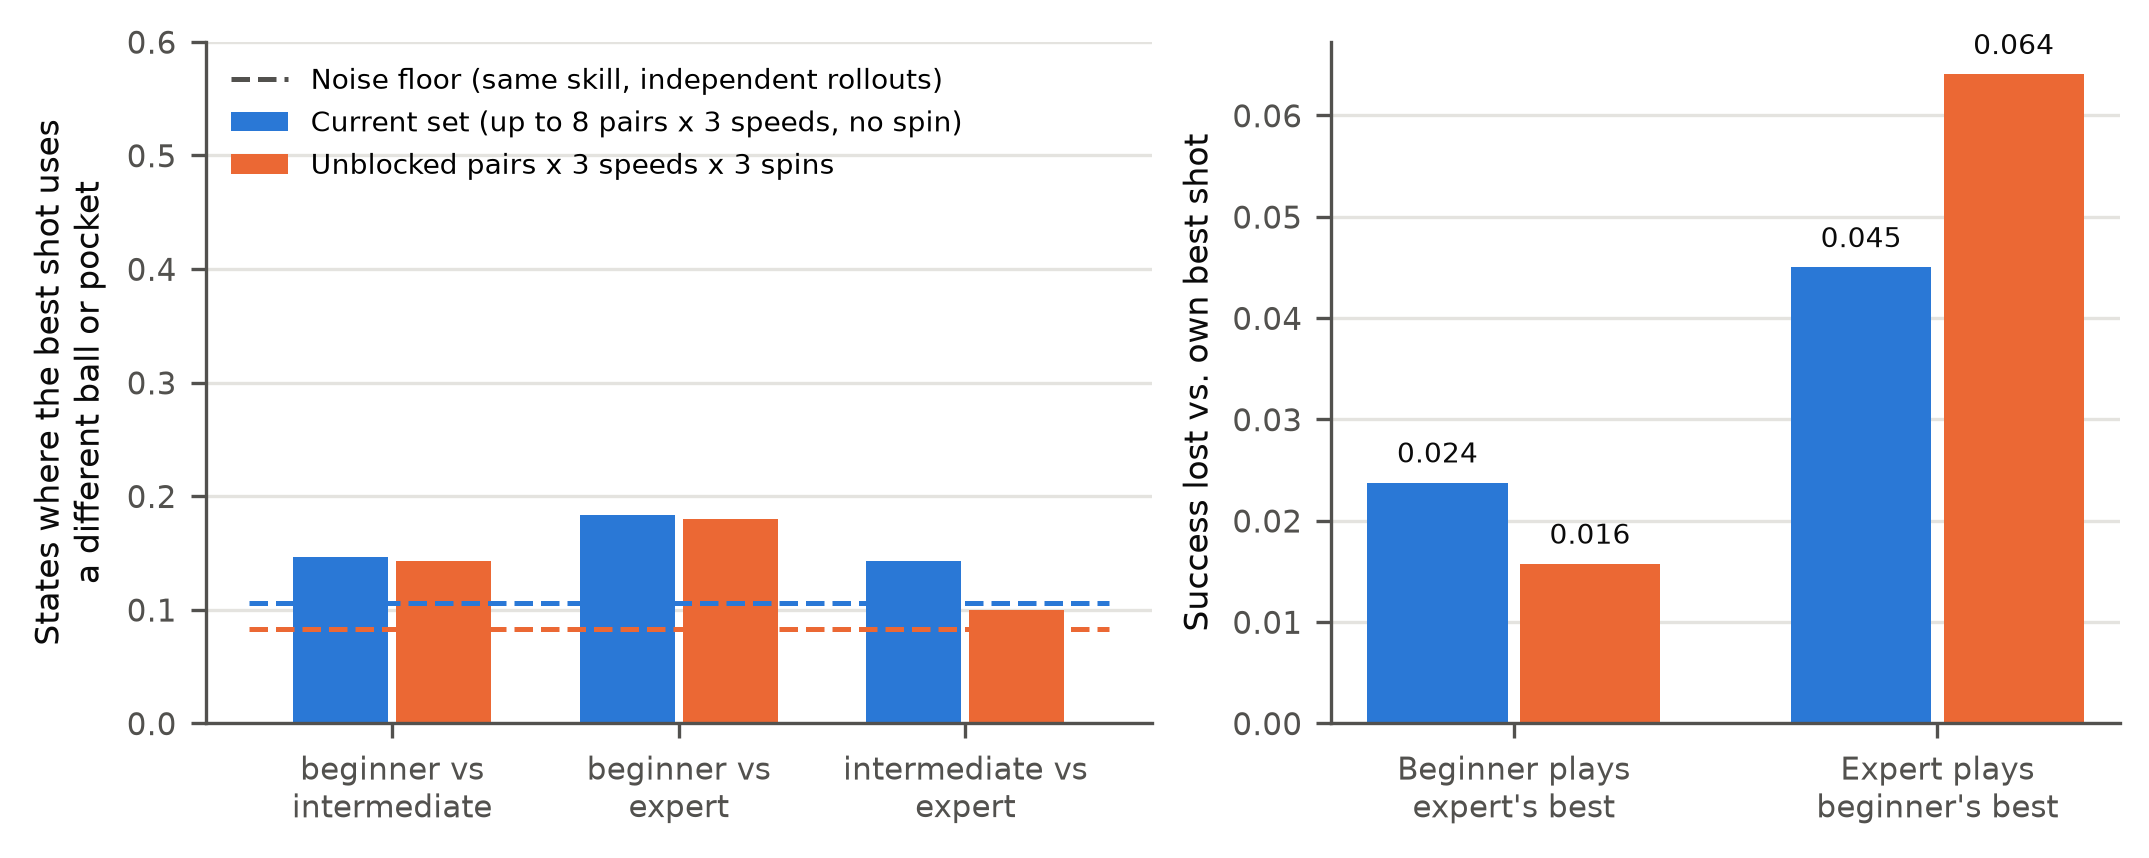 States where the best shot uses
a different ball or pocket
0.6
0.5
0.4
0.3
0.2
0.1
0.0
Noise floor (same skill, independent rollouts)
Current set (up to 8 pairs x 3 speeds, no spin)
Unblocked pairs x 3 speeds x 3 spins
beginner vs
intermediate
beginner vs
expert
intermediate vs
expert
Success lost vs. own best shot
0.06
0.05
0.04
0.03
0.02
0.01
0.00
0.024
0.016
0.045
0.064
Beginner plays
expert's best
Expert plays
beginner's best